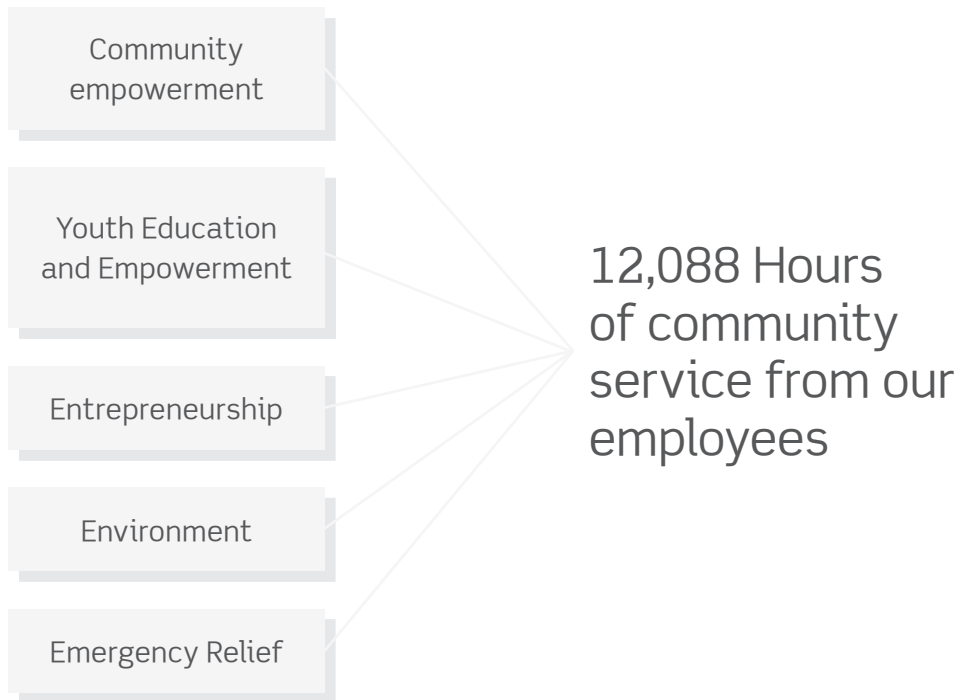 Community
empowerment
Youth Education
and Empowerment
Entrepreneurship
Environment
Emergency Relief
12,088 Hours
of community
service from our
employees